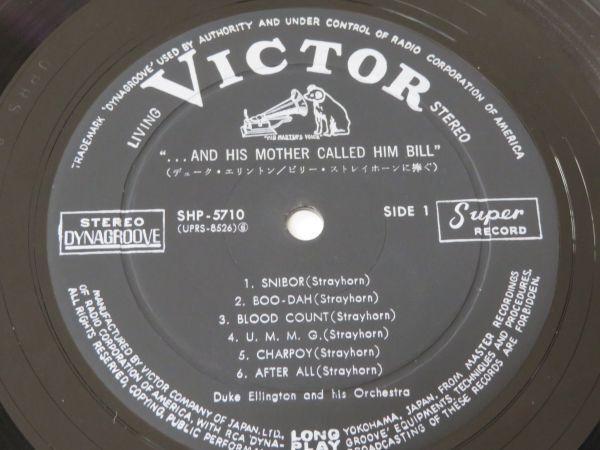 TRADEMARK "DYNAGROOVE" USED BY AUTHORITY AND UNDER CONTROL OF RADIO CORPORATION OF AMERICA
LIVING VICTOR STEREO
"HIS MASTER'S VOICE"
"...AND HIS MOTHER CALLED HIM BILL"
(デューク・エリントン/ビリー・ストレイホーンに捧ぐ)
STEREO
DYNAGROOVE
SHP-5710
(UPRS-8526)
SIDE 1
Super
RECORD
1. SNIBOR(Strayhorn)
2. BOO-DAH(Strayhorn)
3. BLOOD COUNT(Strayhorn)
4. U. M. M. G.(Strayhorn)
5. CHARPOY(Strayhorn)
6. AFTER ALL(Strayhorn)
Duke Ellington and his Orchestra
MANUFACTURED BY VICTOR COMPANY OF JAPAN, LTD., YOKOHAMA, JAPAN, FROM MASTER RECORDINGS
OF RADIO CORPORATION OF AMERICA, WITH RCA DYNAGROOVE' EQUIPMENTS, TECHNIQUES AND PROCEDURES.
ALL RIGHTS RESERVED, COPYING, PUBLIC PERFORM BROADCASTING OF THESE RECORDS ARE FORBIDDEN.
LONG
PLAY